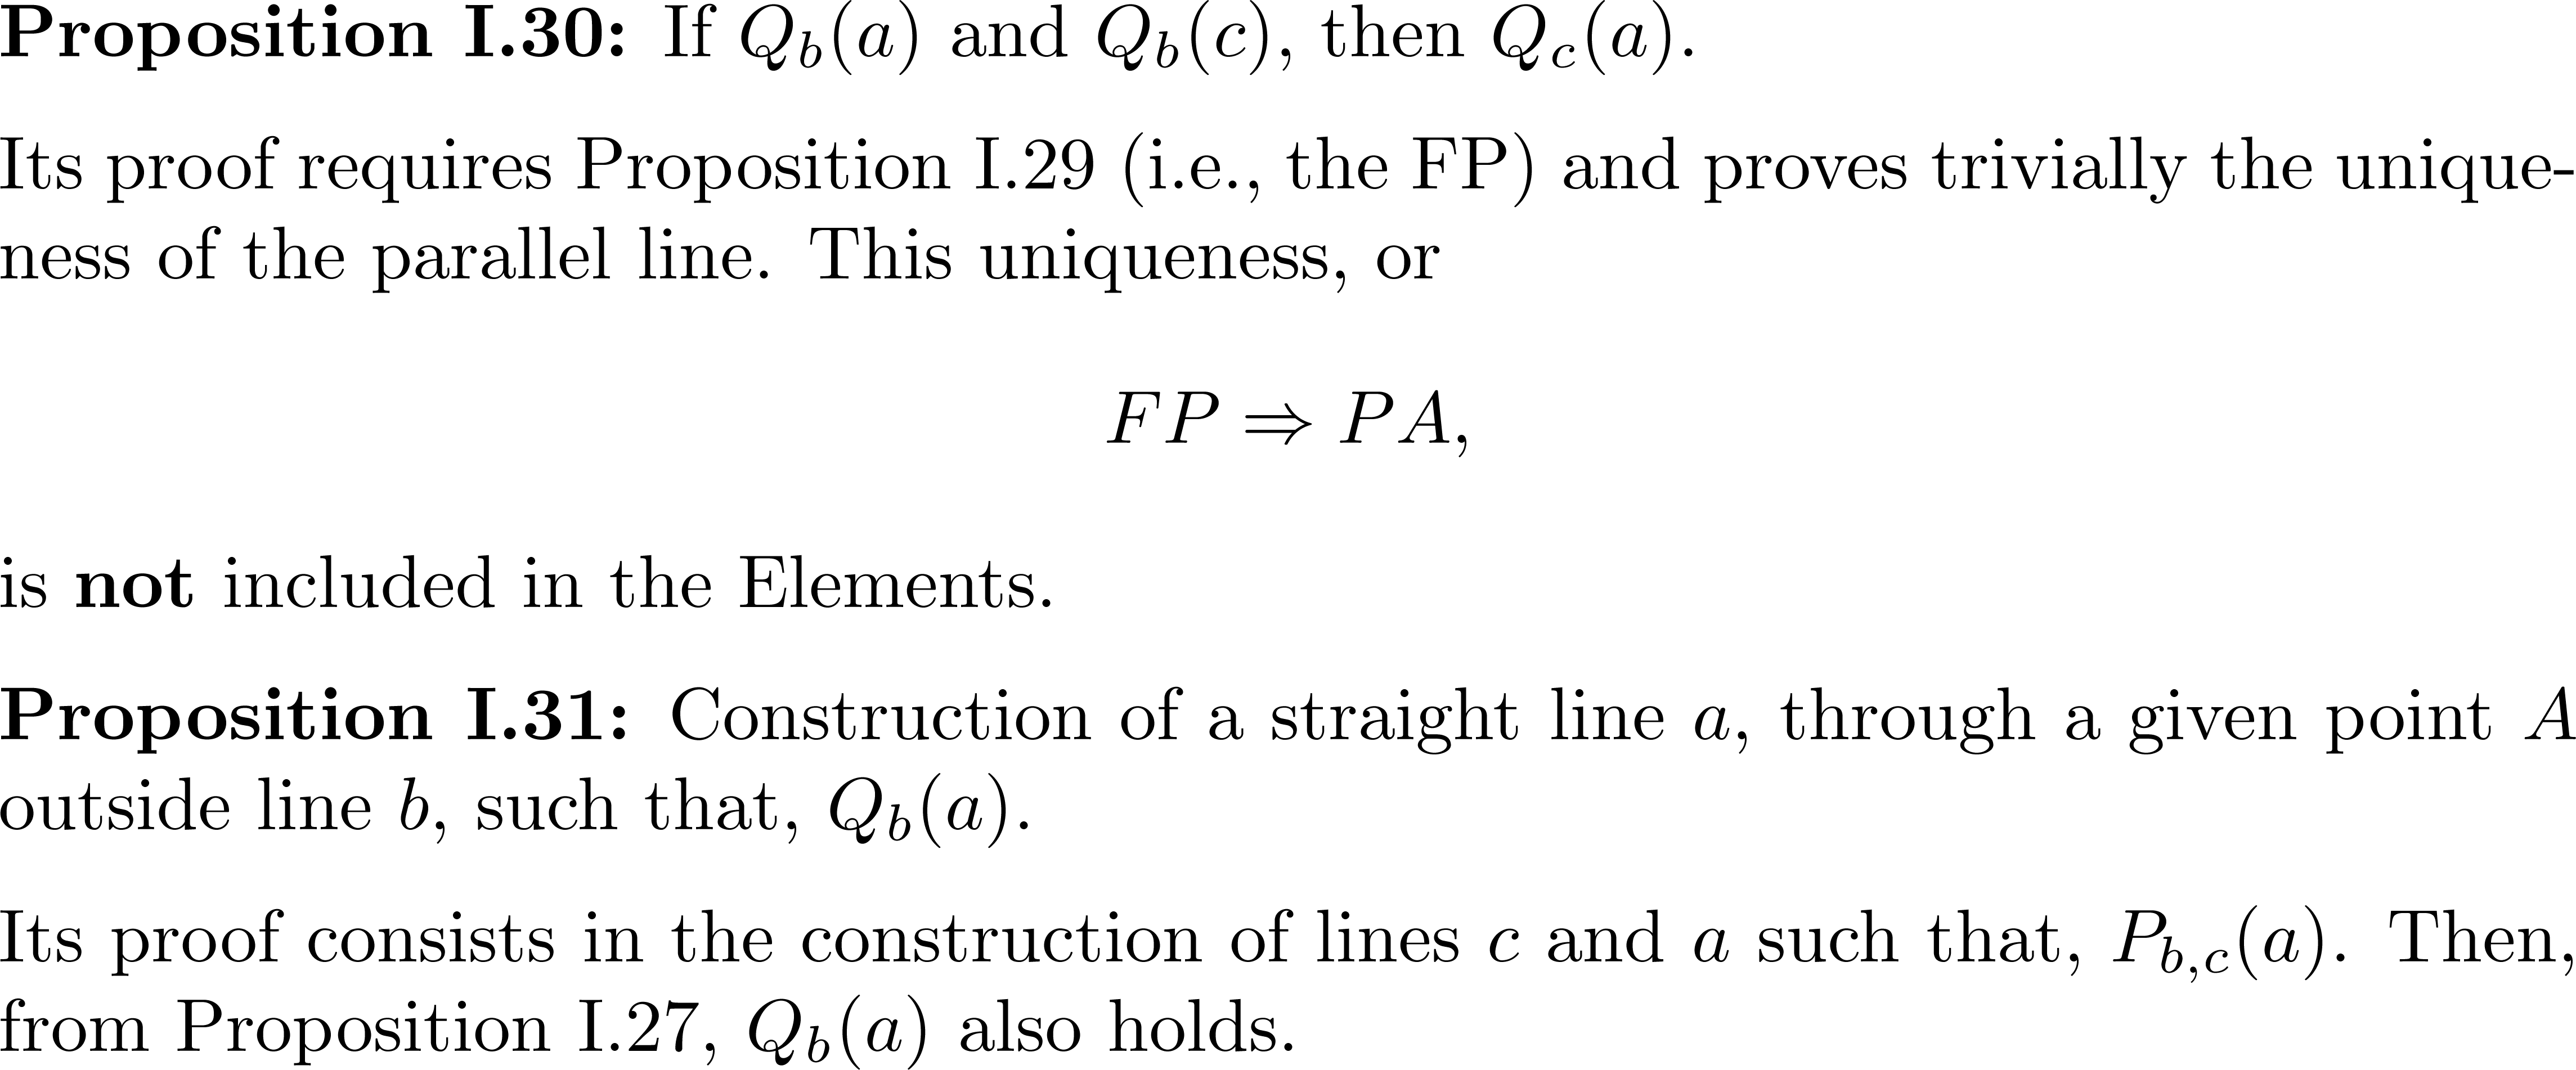 Proposition I.30: If Q_b(a) and Q_b(c), then Q_c(a).
Its proof requires Proposition I.29 (i.e., the FP) and proves trivially the unique-
ness of the parallel line. This uniqueness, or
FP ⇒ PA,
is not included in the Elements.
Proposition I.31: Construction of a straight line a, through a given point A
outside line b, such that, Q_b(a).
Its proof consists in the construction of lines c and a such that, P_{b,c}(a). Then,
from Proposition I.27, Q_b(a) also holds.